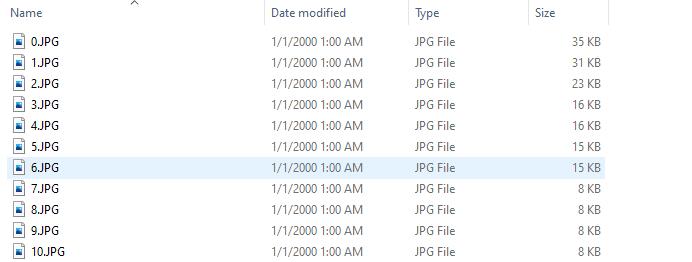 Name Date modified Type Size
0.JPG 1/1/2000 1:00 AM JPG File 35 KB
1.JPG 1/1/2000 1:00 AM JPG File 31 KB
2.JPG 1/1/2000 1:00 AM JPG File 23 KB
3.JPG 1/1/2000 1:00 AM JPG File 16 KB
4.JPG 1/1/2000 1:00 AM JPG File 16 KB
5.JPG 1/1/2000 1:00 AM JPG File 15 KB
6.JPG 1/1/2000 1:00 AM JPG File 15 KB
7.JPG 1/1/2000 1:00 AM JPG File 8 KB
8.JPG 1/1/2000 1:00 AM JPG File 8 KB
9.JPG 1/1/2000 1:00 AM JPG File 8 KB
10.JPG 1/1/2000 1:00 AM JPG File 8 KB